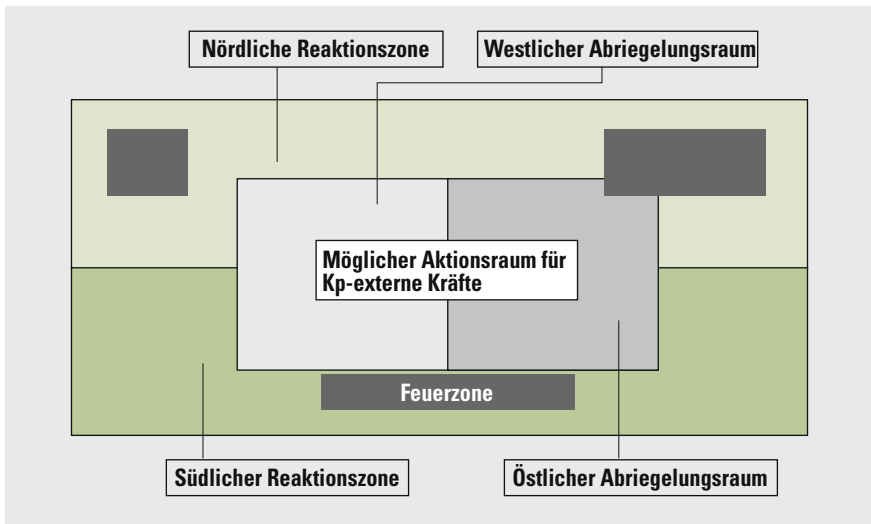 Nördliche Reaktionszone
Westlicher Abriegelungsraum
Möglicher Aktionsraum für
Kp-externe Kräfte
Feuerzone
Südlicher Reaktionszone
Östlicher Abriegelungsraum